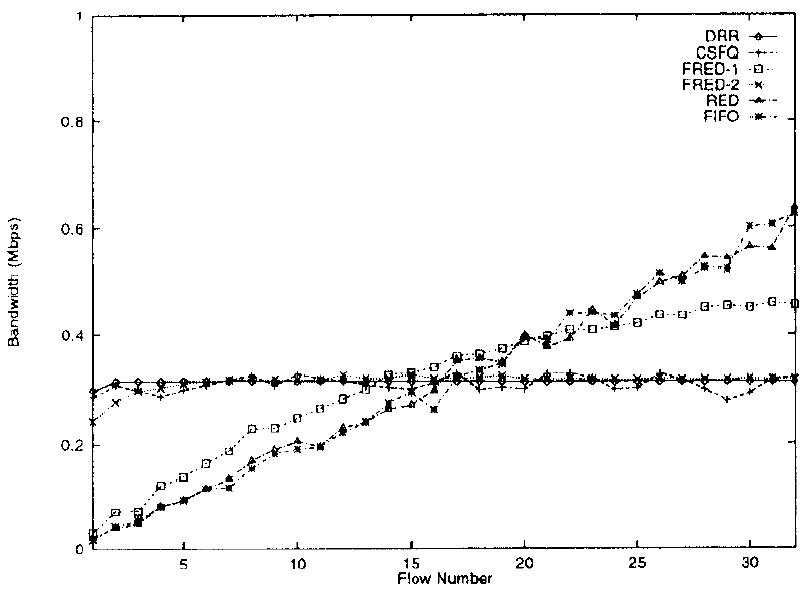 1
0.8
0.6
0.4
0.2
0
Bandwidth (Mbps)
DRR
CSFQ
FRED-1
FRED-2
RED
FIFO
5 10 15 20 25 30
Flow Number